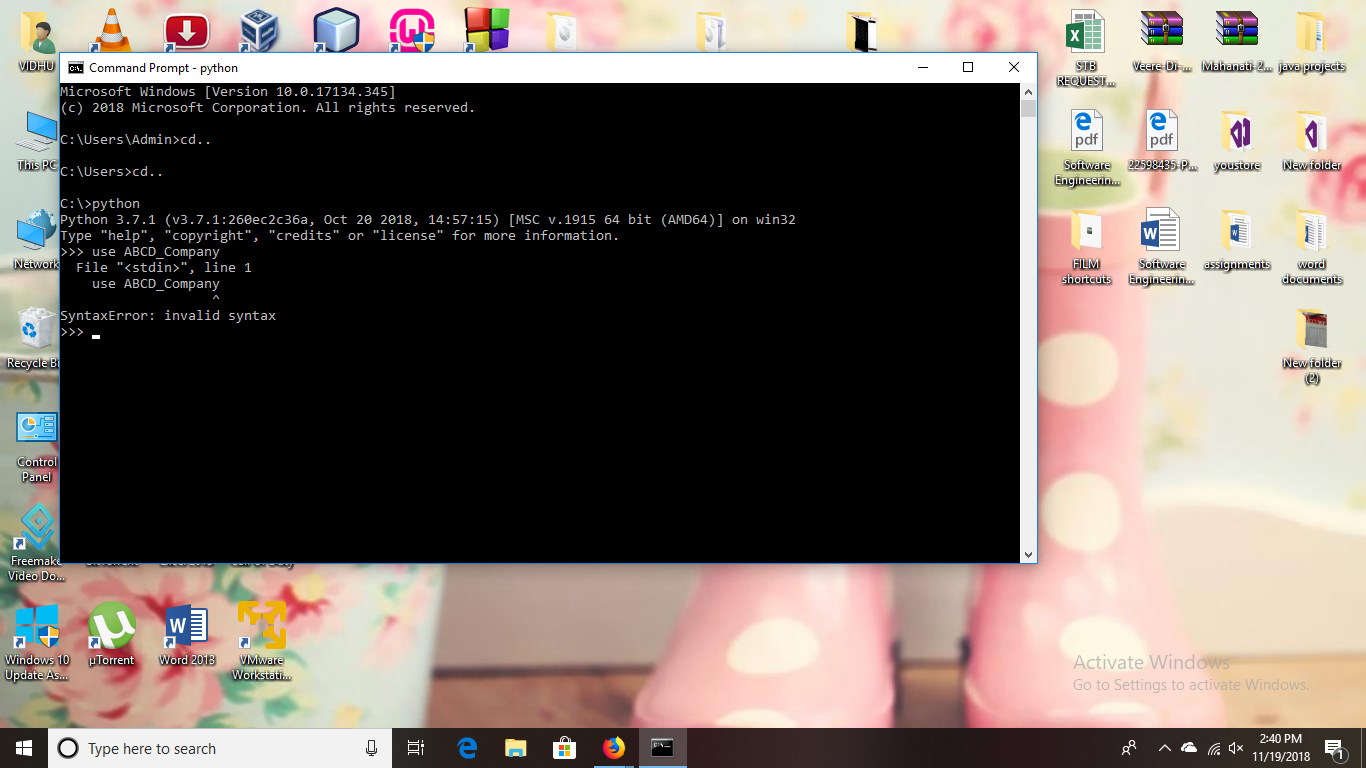 Command Prompt - python
Microsoft Windows [Version 10.0.17134.345]
(c) 2018 Microsoft Corporation. All rights reserved.
C:\Users\Admin>cd..
C:\Users>cd..
C:\>python
Python 3.7.1 (v3.7.1:260ec2c36a, Oct 20 2018, 14:57:15) [MSC v.1915 64 bit (AMD64)] on win32
Type "help", "copyright", "credits" or "license" for more information.
>>> use ABCD_Company
  File "<stdin>", line 1
    use ABCD_Company
                   ^
SyntaxError: invalid syntax
>>>
VIDHU
This PC
Network
Recycle Bi
Control
Panel
Freemake
Video Do...
Windows 10
Update As...
µTorrent
Word 2013
VMware
Workstati...
STB
REQUEST...
Veere-Di-...
Mahanati-2...
java projects
pdf
Software
Engineerin...
pdf
22598435-P...
youstore
New folder
FILM
shortcuts
Software
Engineerin...
assignments
word
documents
New folder
(2)
Activate Windows
Go to Settings to activate Windows.
Type here to search
2:40 PM
11/19/2018
1